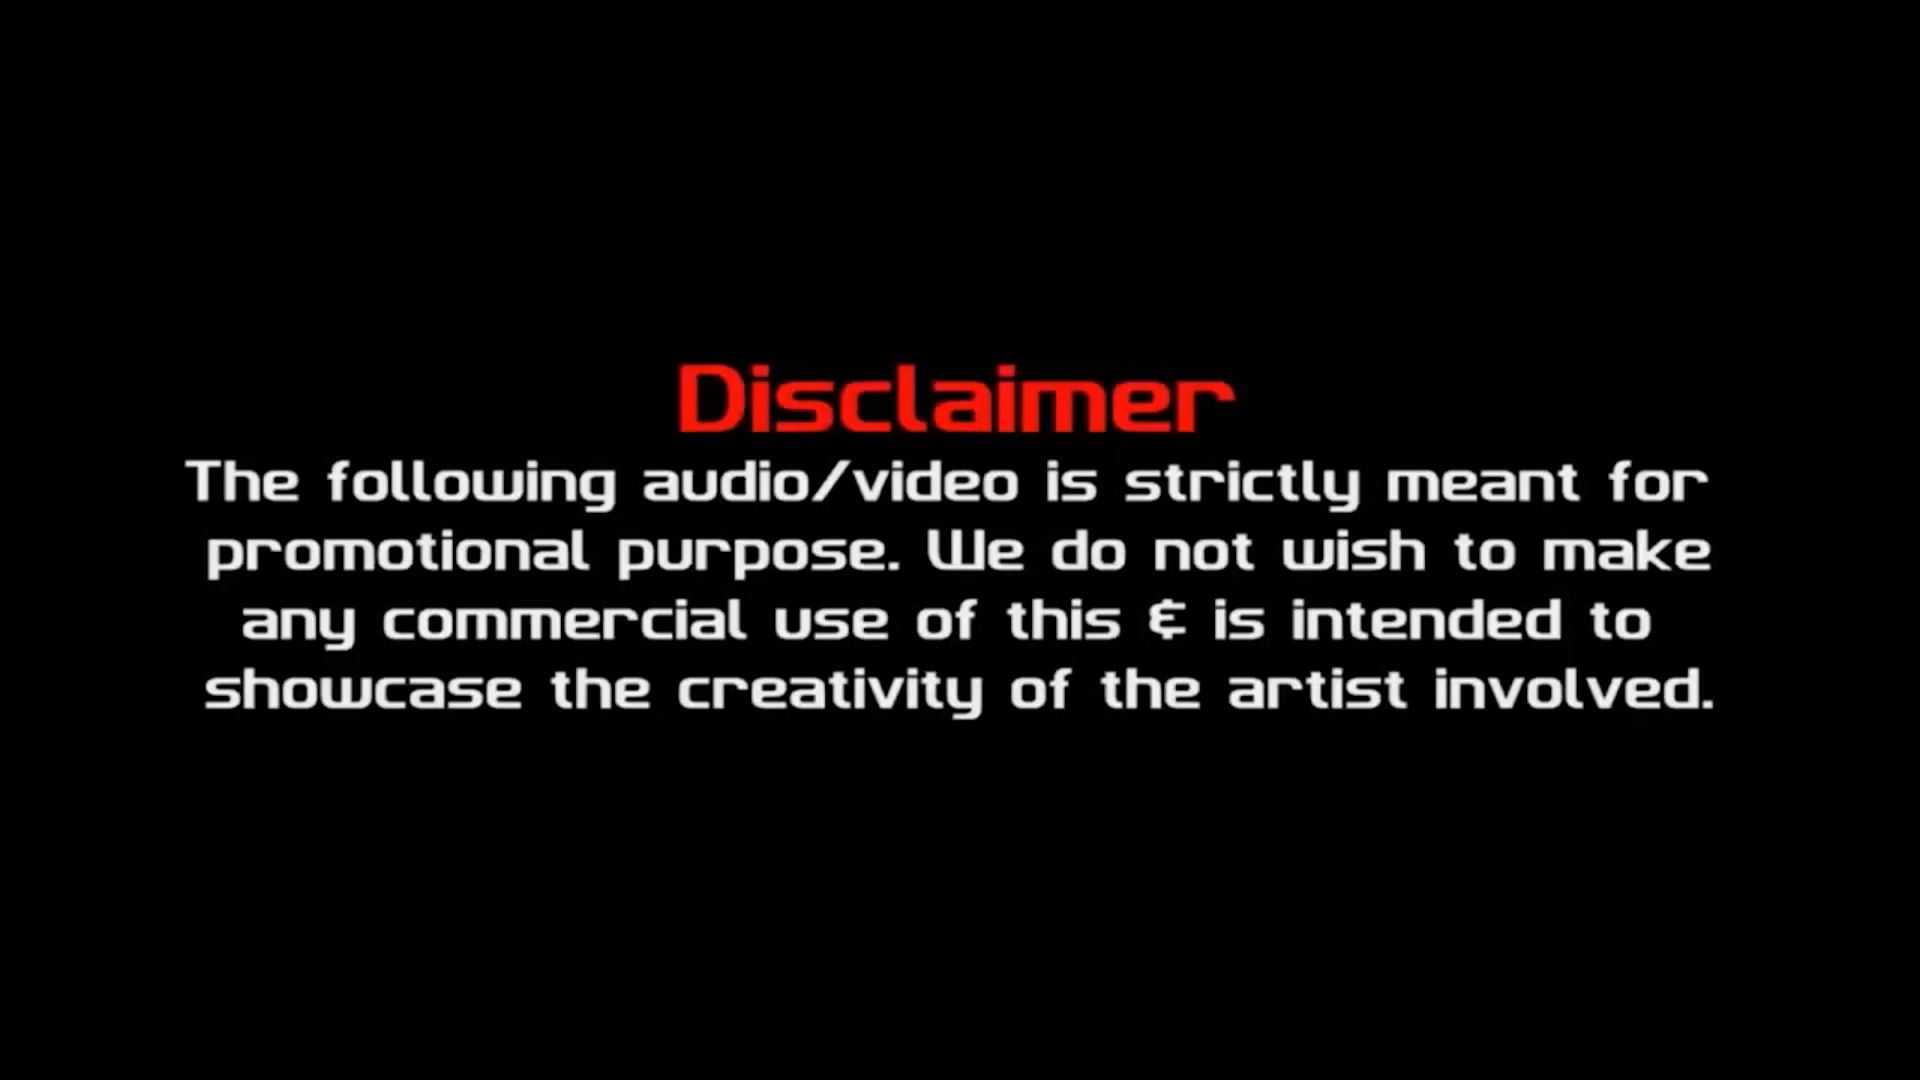 Disclaimer
The following audio/video is strictly meant for
promotional purpose. We do not wish to make
any commercial use of this & is intended to
showcase the creativity of the artist involved.